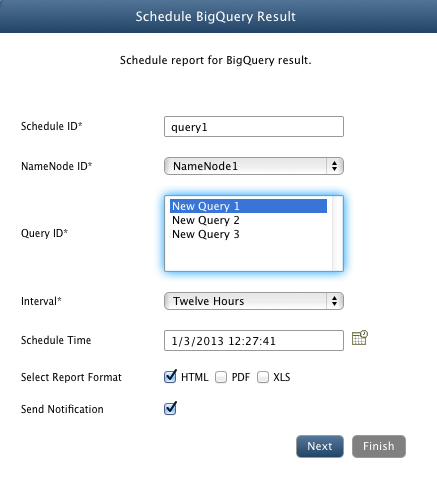 Schedule BigQuery Result
Schedule report for BigQuery result.
Schedule ID* query1
NameNode ID* NameNode1
Query ID* New Query 1
New Query 2
New Query 3
Interval* Twelve Hours
Schedule Time 1/3/2013 12:27:41
Select Report Format HTML PDF XLS
Send Notification
Next Finish